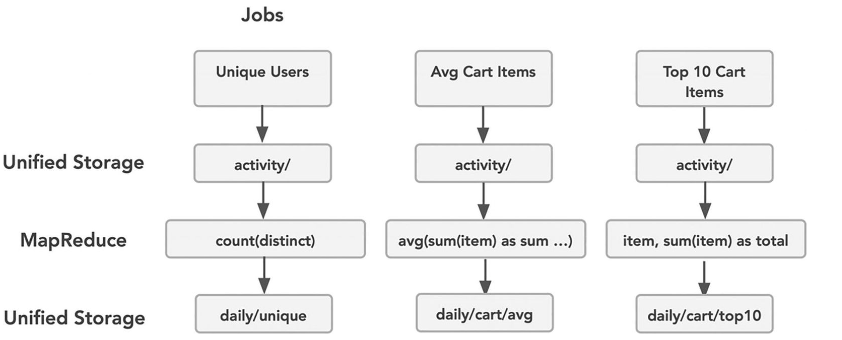 Jobs
Unique Users
Avg Cart Items
Top 10 Cart
Items
Unified Storage
activity/
activity/
activity/
MapReduce
count(distinct)
avg(sum(item) as sum ...)
item, sum(item) as total
Unified Storage
daily/unique
daily/cart/avg
daily/cart/top10